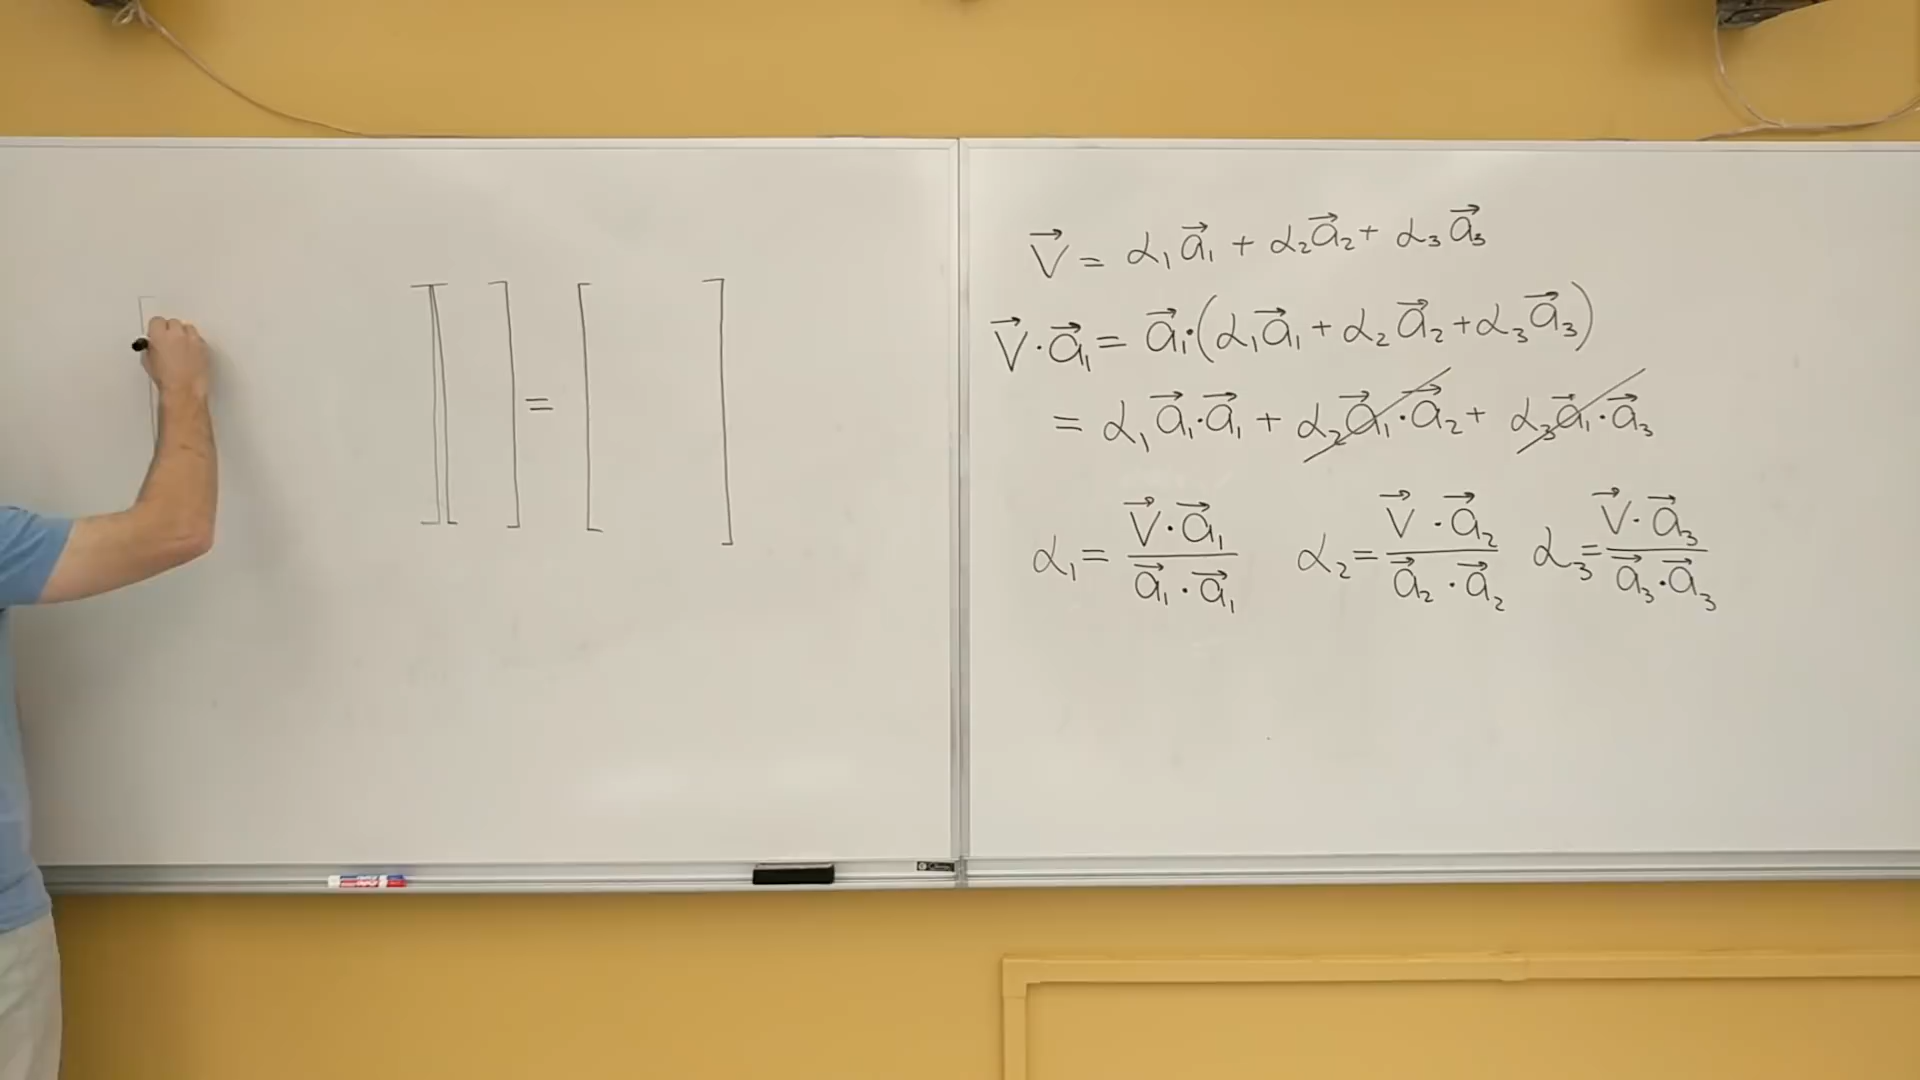 [ ] [ ] = [ ]
V⃗ = α₁a⃗₁ + α₂a⃗₂ + α₃a⃗₃
V⃗ · a⃗₁ = a⃗₁ · (α₁a⃗₁ + α₂a⃗₂ + α₃a⃗₃)
= α₁a⃗₁ · a⃗₁ + α₂a⃗₁ · a⃗₂ + α₃a⃗₁ · a⃗₃
α₁ = (V⃗ · a⃗₁)/(a⃗₁ · a⃗₁) α₂ = (V⃗ · a⃗₂)/(a⃗₂ · a⃗₂) α₃ = (V⃗ · a⃗₃)/(a⃗₃ · a⃗₃)